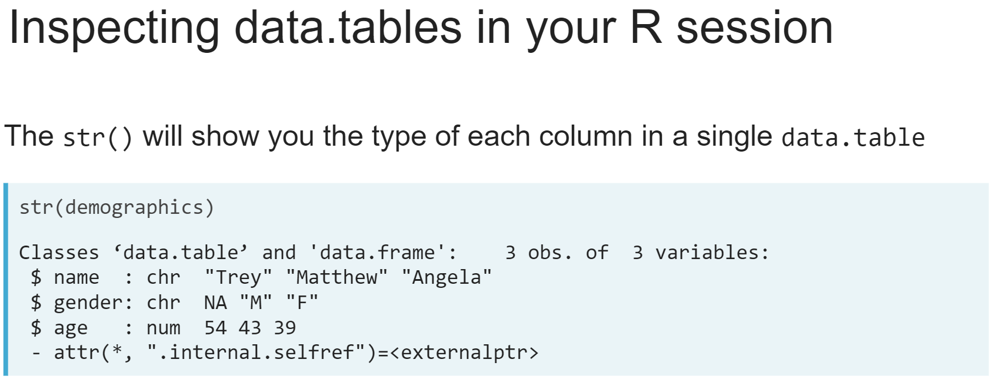 Inspecting data.tables in your R session
The str() will show you the type of each column in a single data.table
str(demographics)
Classes ‘data.table’ and 'data.frame':    3 obs. of  3 variables:
 $ name  : chr  "Trey" "Matthew" "Angela"
 $ gender: chr  NA "M" "F"
 $ age   : num  54 43 39
 - attr(*, ".internal.selfref")=<externalptr>